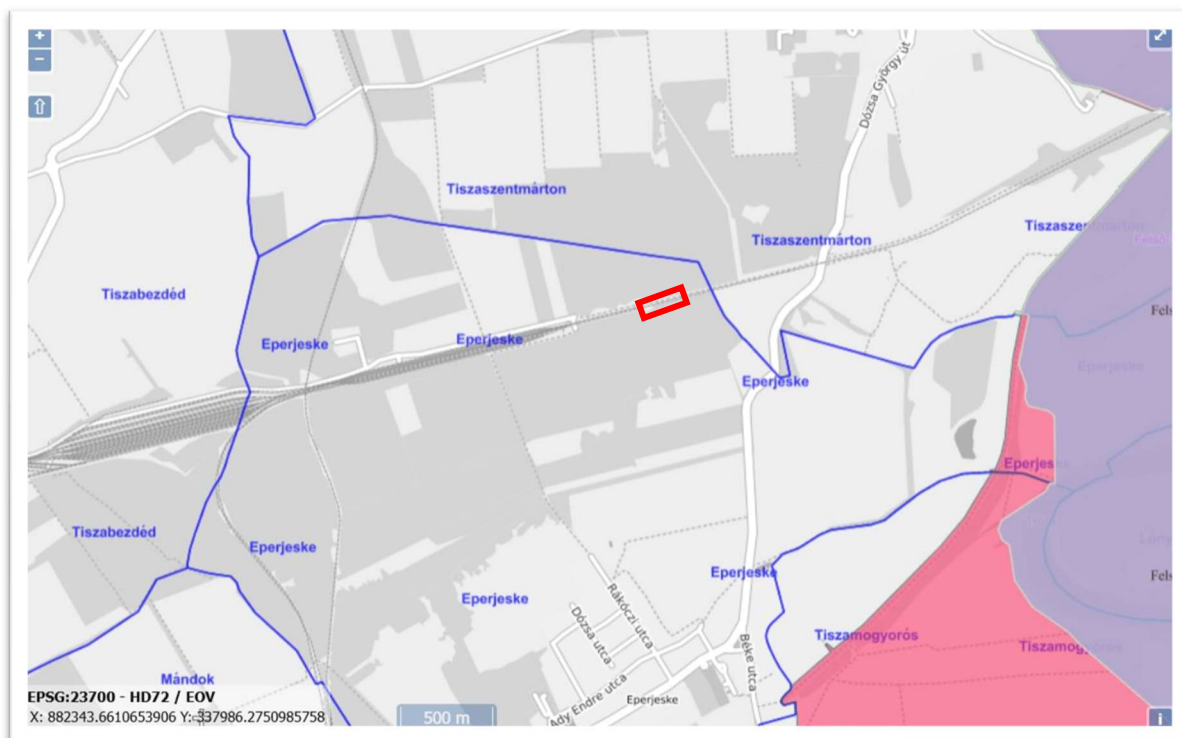 +
−
⇧
⤢
Dózsa György út
Tiszaszentmárton
Tiszaszentmárton
Tiszaszentmárton
Tiszabezdéd
Eperjeske
Eperjeske
Eperjeske
Eperjeske
Eperjeske
Tiszabezdéd
Eperjeske
Eperjeske
Eperjeske
Rákóczi utca
Dózsa utca
Béke utca
Tiszamogyorós
Tiszamogyorós
Mándok
Ady Endre utca
Eperjeske
EPSG:23700 - HD72 / EOV
X: 882343.6610653906 Y: 337986.2750985758
500 m
i